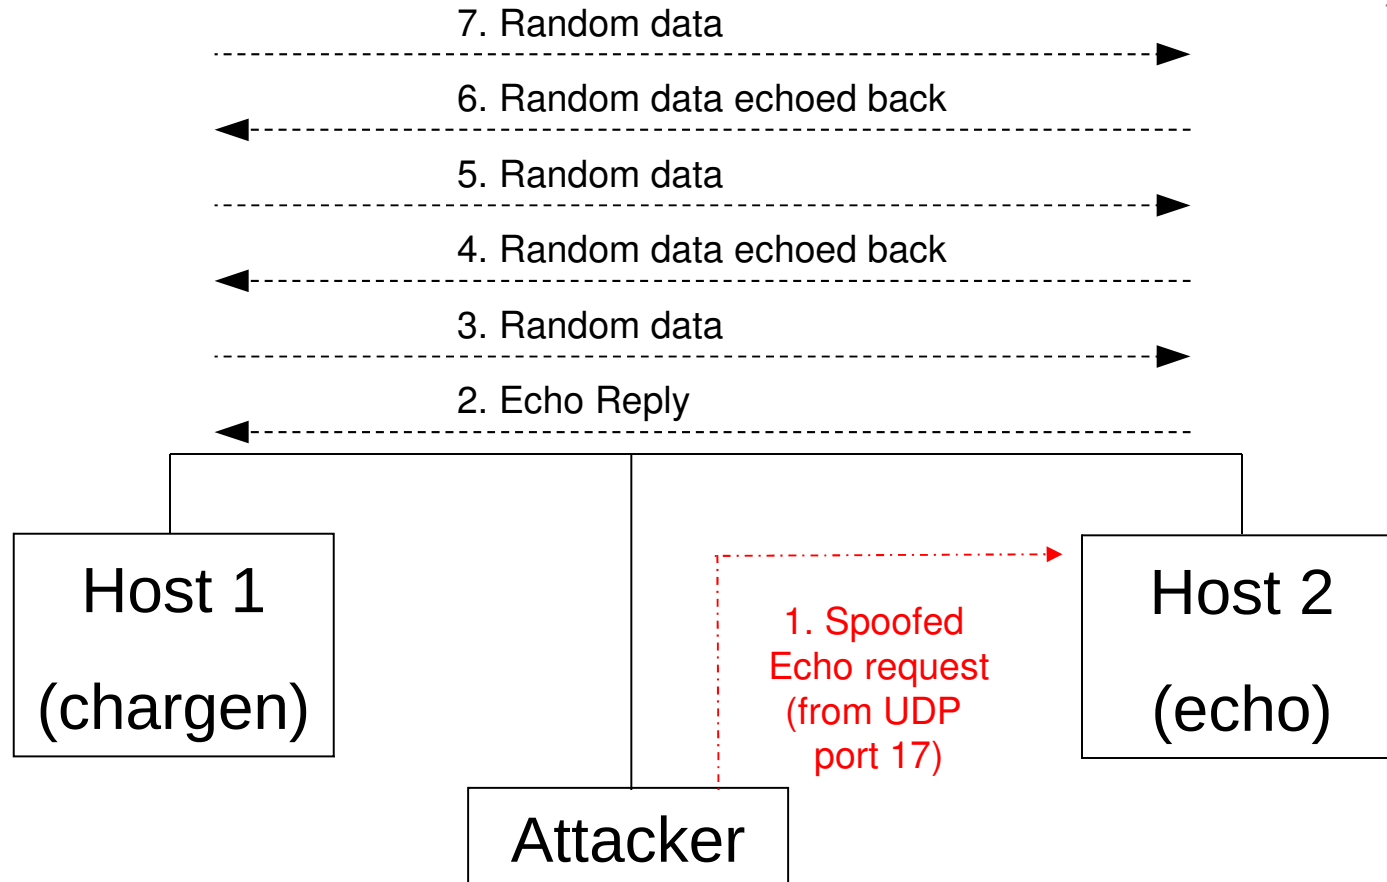 7. Random data
6. Random data echoed back
5. Random data
4. Random data echoed back
3. Random data
2. Echo Reply
Host 1
(chargen)
1. Spoofed
Echo request
(from UDP
port 17)
Host 2
(echo)
Attacker